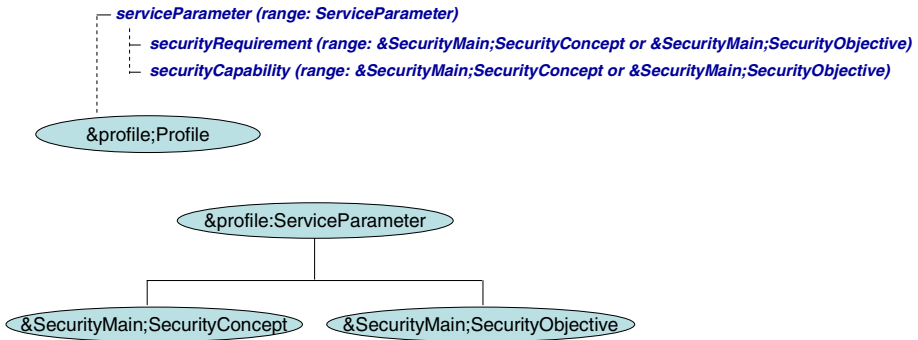 serviceParameter (range: ServiceParameter)
securityRequirement (range: &SecurityMain;SecurityConcept or &SecurityMain;SecurityObjective)
securityCapability (range: &SecurityMain;SecurityConcept or &SecurityMain;SecurityObjective)
&profile;Profile
&profile:ServiceParameter
&SecurityMain;SecurityConcept
&SecurityMain;SecurityObjective